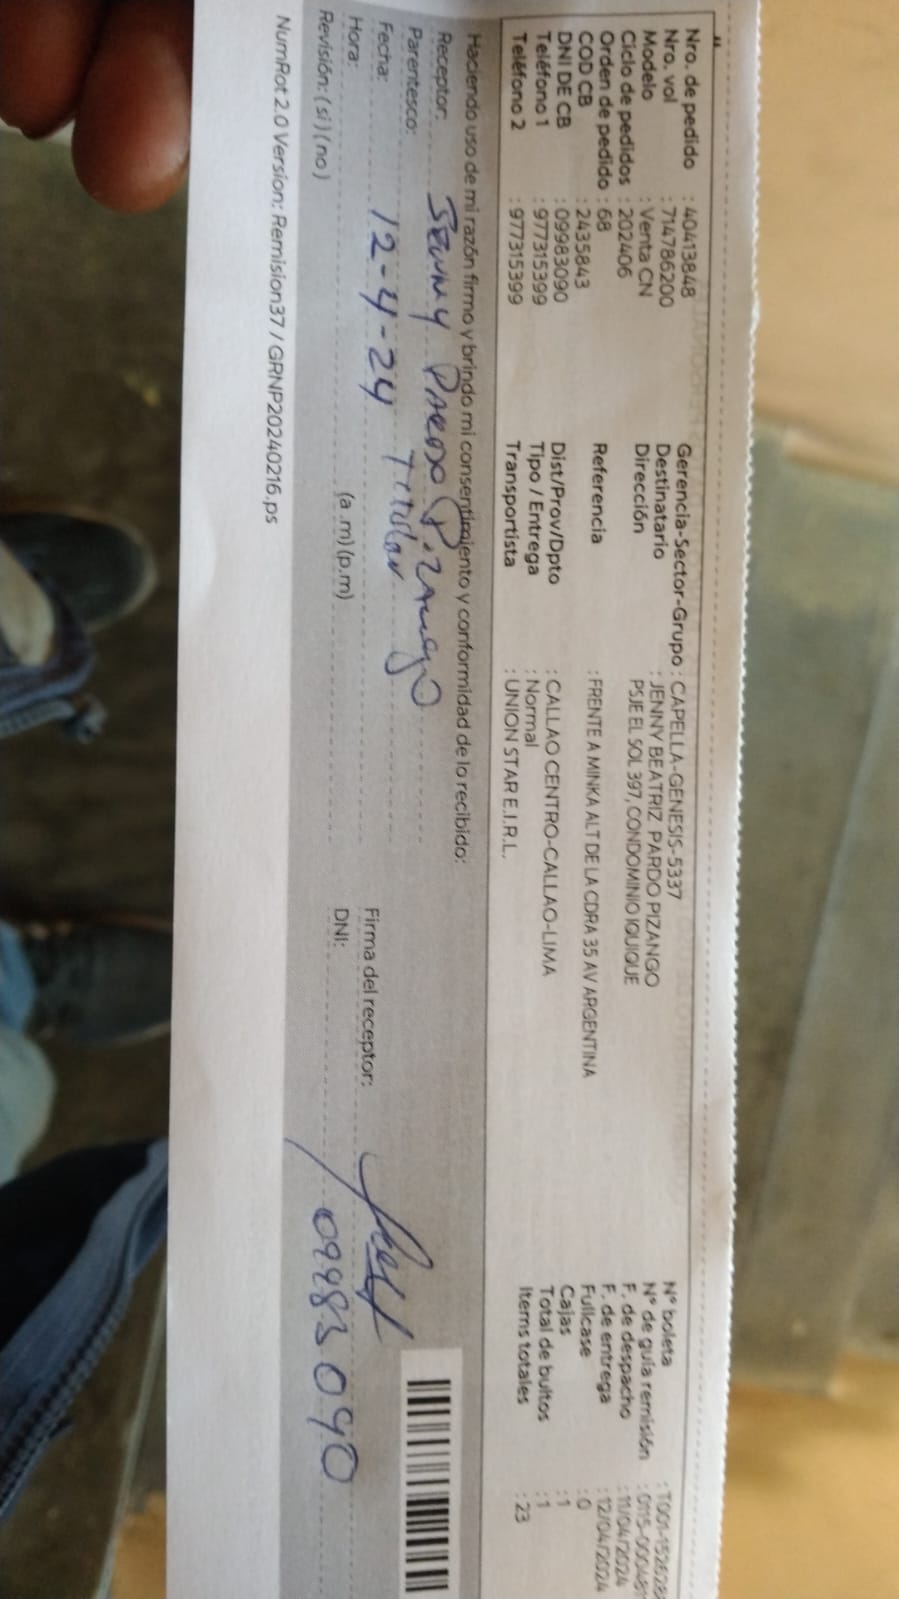 Nro. de pedido : 40413848
Nro. vol : 714786200
Modelo : Venta CN
Ciclo de pedidos : 202406
Orden de pedido : 68
COD CB : 2435843
DNI DE CB : 09983090
Teléfono 1 : 977315399
Teléfono 2 : 977315399
Gerencia-Sector-Grupo : CAPELLA-GENESIS-5337
Destinatario : JENNY BEATRIZ PARDO PIZANGO
Dirección PSJE EL SOL 397, CONDOMINIO IQUIQUE
Referencia : FRENTE A MINKA ALT DE LA CDRA 35 AV ARGENTINA
Dist/Prov/Dpto : CALLAO CENTRO-CALLAO-LIMA
Tipo / Entrega : Normal
Transportista : UNION STAR E.I.R.L.
N° boleta : T001-152628
N° de guía remisión : 0115-000481
F. de despacho : 11/04/2024
F. de entrega : 12/04/2024
Fullcase : 0
Cajas : 1
Total de bultos : 1
Items totales : 23
Haciendo uso de mi razón firmo y brindo mi consentimiento y conformidad de lo recibido:
Receptor: Jenny Pardo Pizango
Parentesco: Titular
Fecha: 12-4-24
Hora: (a.m) (p.m)
Revisión: (si) (no)
Firma del receptor:
DNI: 09983090
NumRot 2.0 Version: Remision37 / GRNP20240216.ps